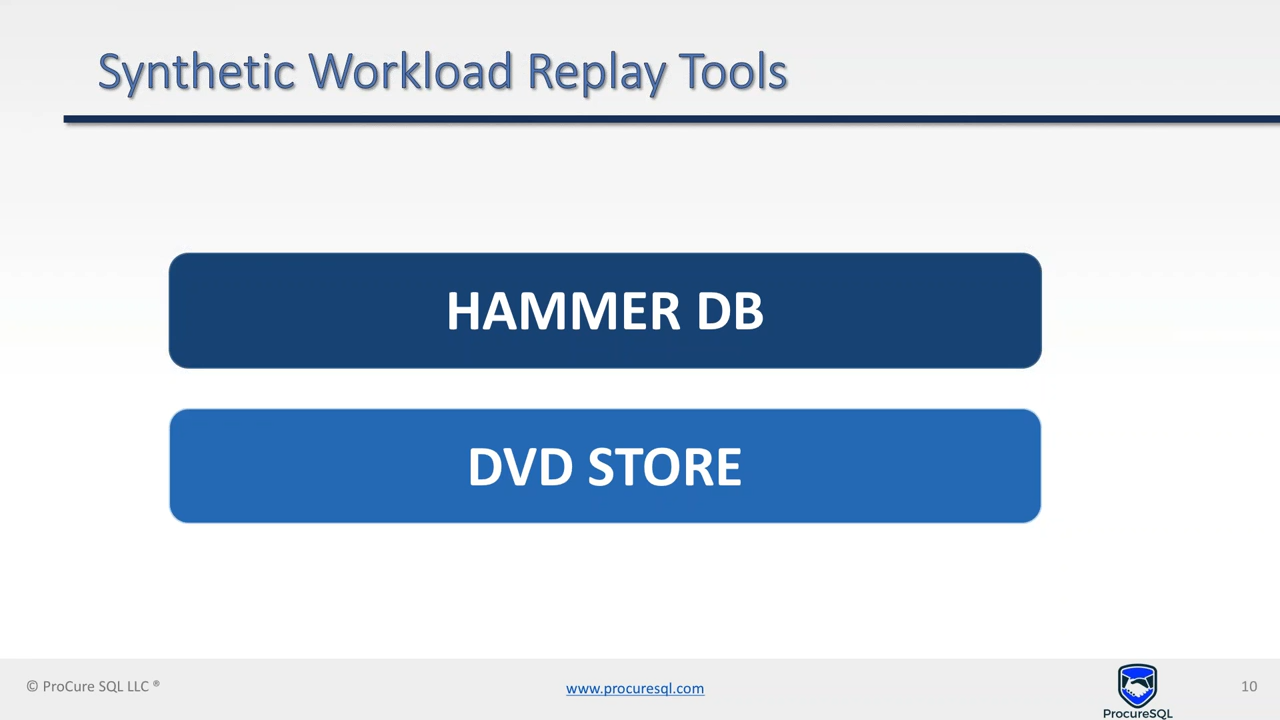 Synthetic Workload Replay Tools
HAMMER DB
DVD STORE
© ProCure SQL LLC ®
www.procuresql.com
ProcureSQL
10